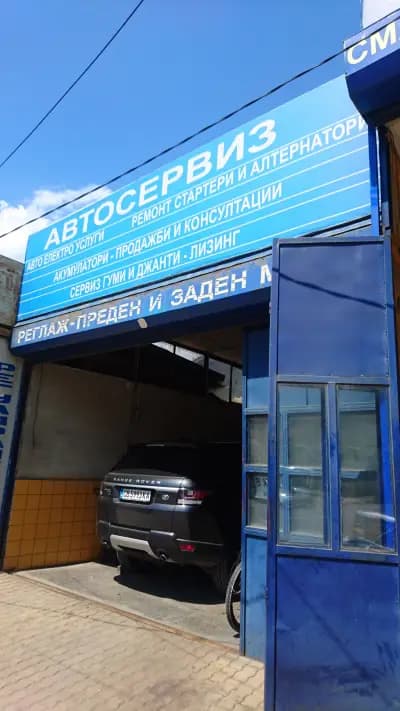 СМ
АВТОСЕРВИЗ
АВТО ЕЛЕКТРО УСЛУГИ РЕМОНТ СТАРТЕРИ И АЛТЕРНАТОРИ
АКУМУЛАТОРИ - ПРОДАЖБИ И КОНСУЛТАЦИИ
СЕРВИЗ ГУМИ И ДЖАНТИ - ЛИЗИНГ
РЕГЛАЖ-ПРЕДЕН И ЗАДЕН М
RANGE ROVER